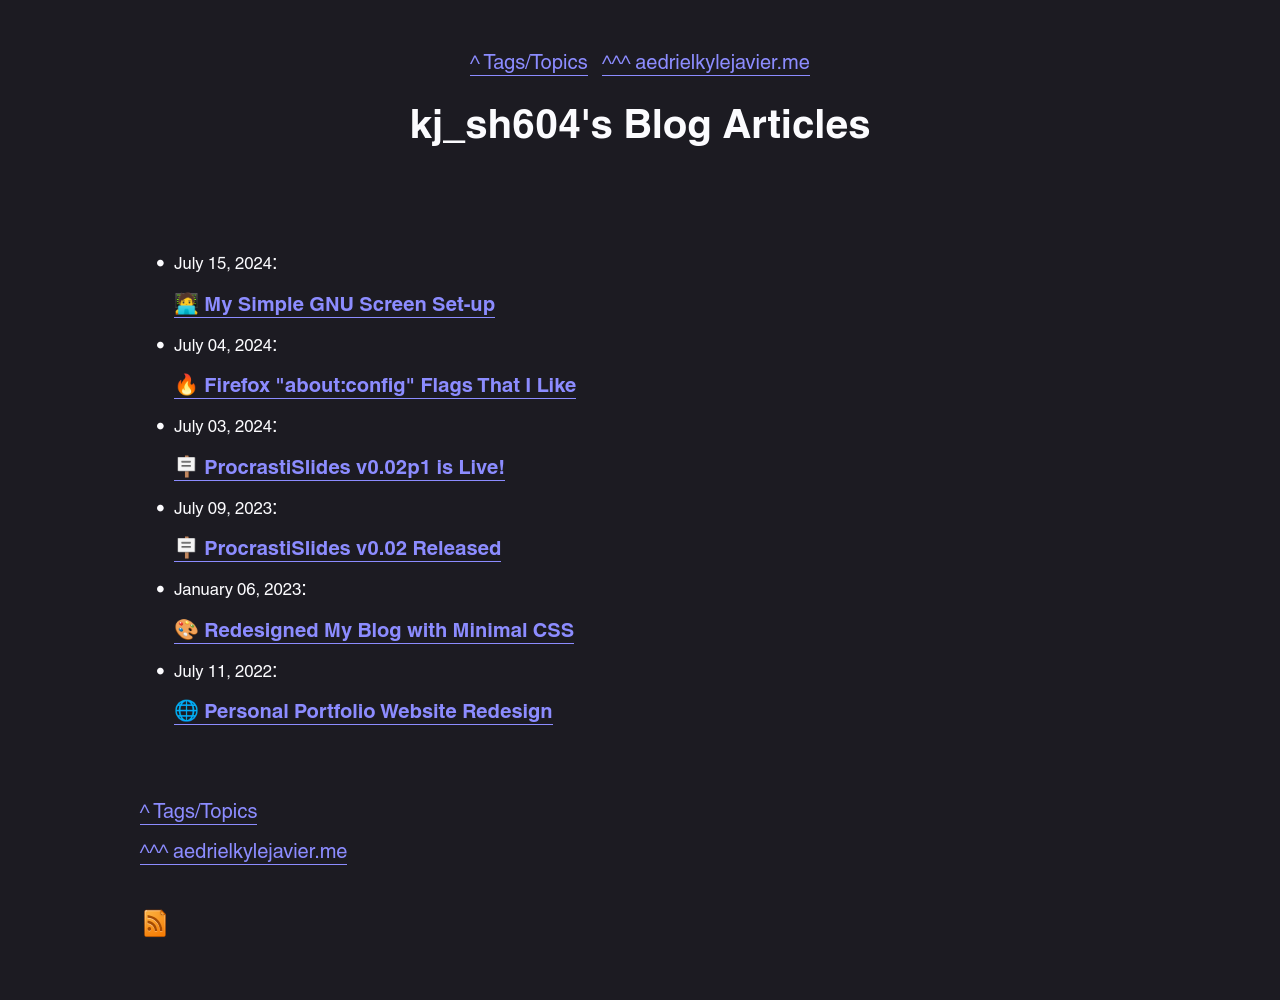 ^ Tags/Topics ^^^ aedrielkylejavier.me
kj_sh604's Blog Articles
• July 15, 2024:
🧑‍💻 My Simple GNU Screen Set-up
• July 04, 2024:
🔥 Firefox "about:config" Flags That I Like
• July 03, 2024:
🪧 ProcrastiSlides v0.02p1 is Live!
• July 09, 2023:
🪧 ProcrastiSlides v0.02 Released
• January 06, 2023:
🎨 Redesigned My Blog with Minimal CSS
• July 11, 2022:
🌐 Personal Portfolio Website Redesign
^ Tags/Topics
^^^ aedrielkylejavier.me